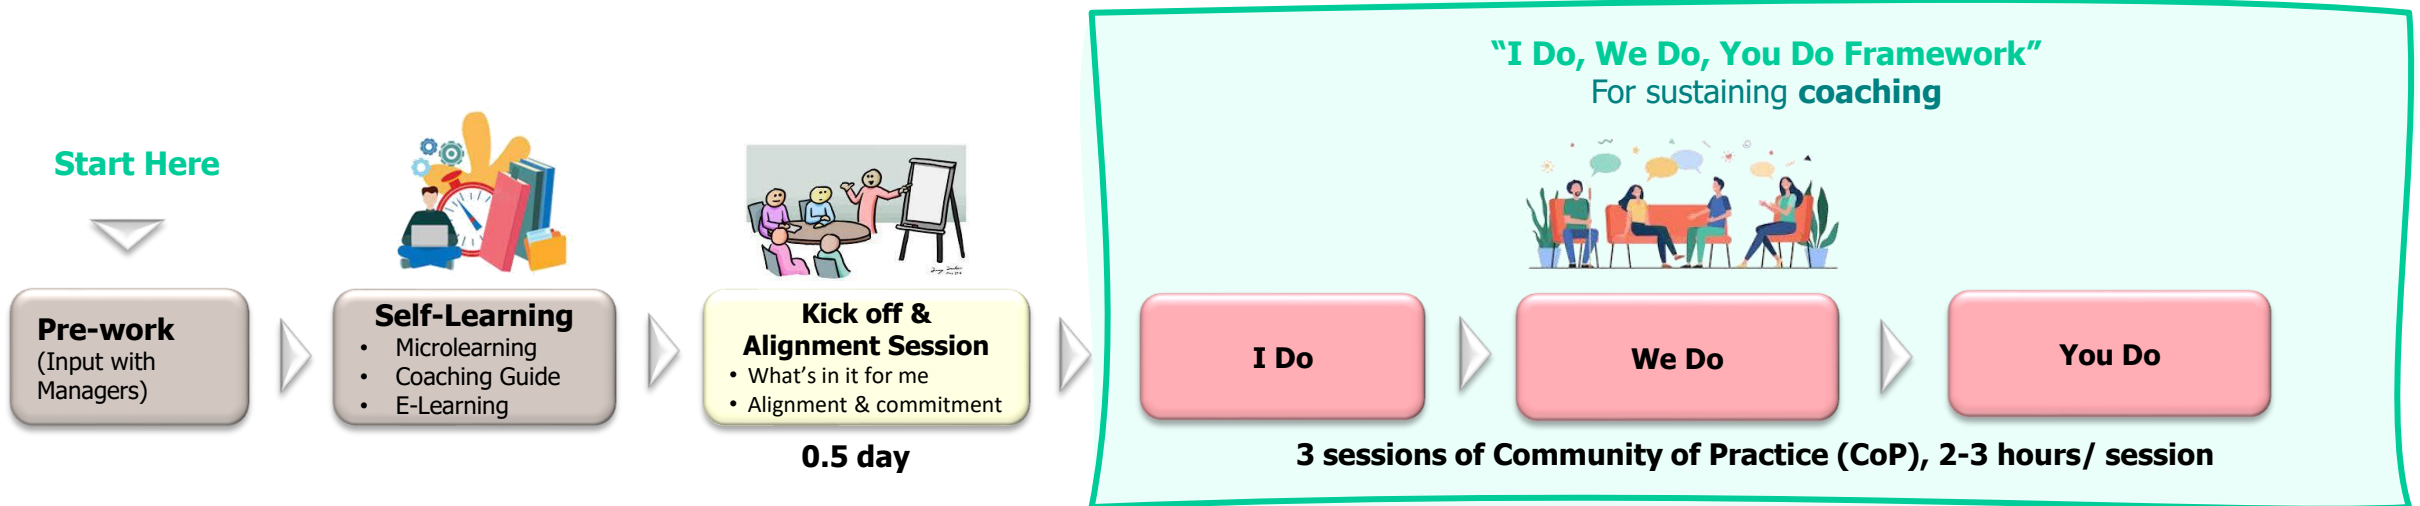 Start Here
Pre-work
(Input with
Managers)
Self-Learning
• Microlearning
• Coaching Guide
• E-Learning
Kick off &
Alignment Session
• What's in it for me
• Alignment & commitment
0.5 day
“I Do, We Do, You Do Framework”
For sustaining coaching
I Do
We Do
You Do
3 sessions of Community of Practice (CoP), 2-3 hours/ session